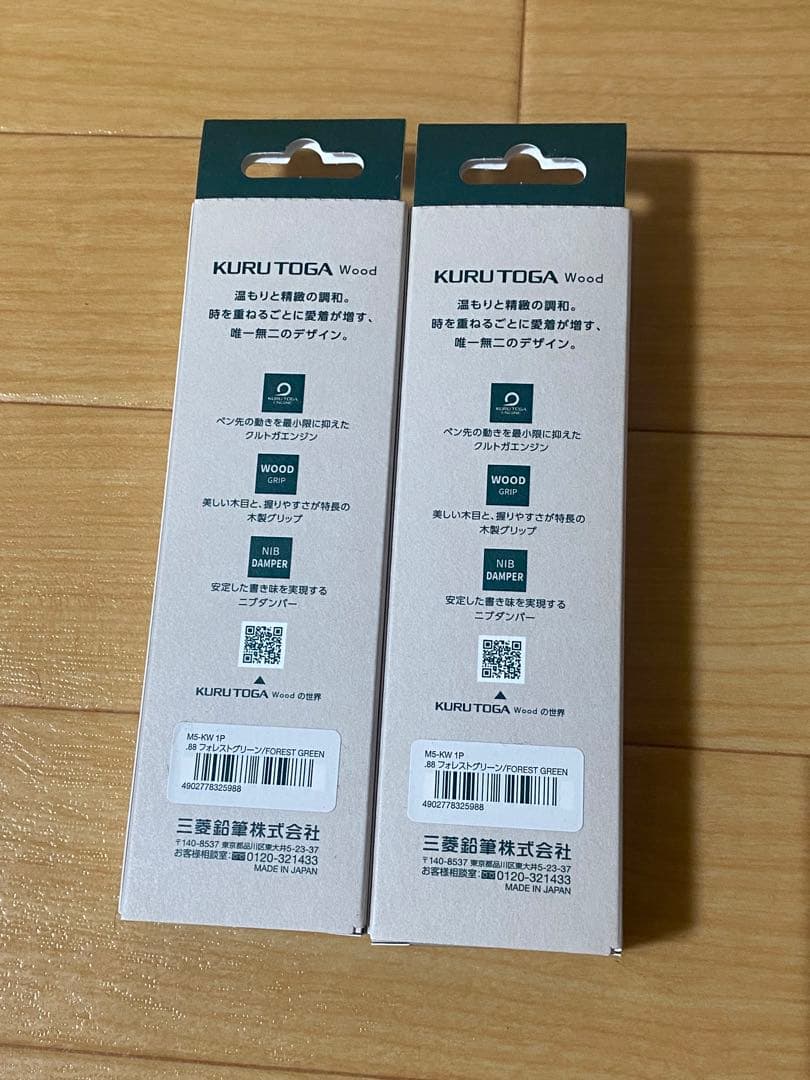 KURU TOGA Wood
温もりと精緻の調和。
時を重ねるごとに愛着が増す、
唯一無二のデザイン。
KURU TOGA
ENGINE
ペン先の動きを最小限に抑えた
クルトガエンジン
WOOD
GRIP
美しい木目と、握りやすさが特長の
木製グリップ
NIB
DAMPER
安定した書き味を実現する
ニブダンパー
KURU TOGA Wood の世界
M5-KW 1P
.88 フォレストグリーン/FOREST GREEN
4902778325988
三菱鉛筆株式会社
〒140-8537 東京都品川区東大井5-23-37
お客様相談室:0120-321433
MADE IN JAPAN
KURU TOGA Wood
温もりと精緻の調和。
時を重ねるごとに愛着が増す、
唯一無二のデザイン。
KURU TOGA
ENGINE
ペン先の動きを最小限に抑えた
クルトガエンジン
WOOD
GRIP
美しい木目と、握りやすさが特長の
木製グリップ
NIB
DAMPER
安定した書き味を実現する
ニブダンパー
KURU TOGA Wood の世界
M5-KW 1P
.88 フォレストグリーン/FOREST GREEN
4902778325988
三菱鉛筆株式会社
〒140-8537 東京都品川区東大井5-23-37
お客様相談室:0120-321433
MADE IN JAPAN